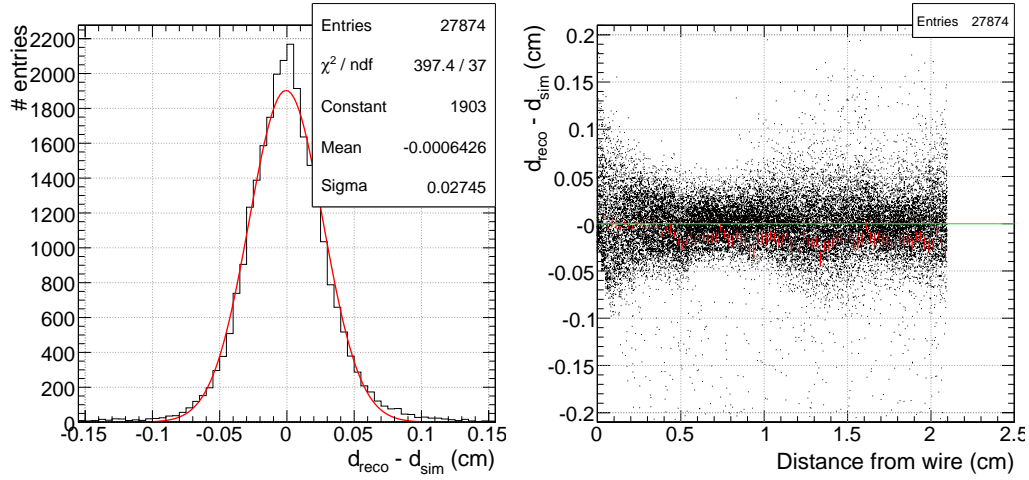 Entries 27874
χ² / ndf 397.4 / 37
Constant 1903
Mean -0.0006426
Sigma 0.02745
# entries
2200
2000
1800
1600
1400
1200
1000
800
600
400
200
0
-0.15 -0.1 -0.05 0 0.05 0.1 0.15
d_reco - d_sim (cm)
Entries 27874
d_reco - d_sim (cm)
0.2
0.15
0.1
0.05
-0
-0.05
-0.1
-0.15
-0.2
0 0.5 1 1.5 2 2.5
Distance from wire (cm)